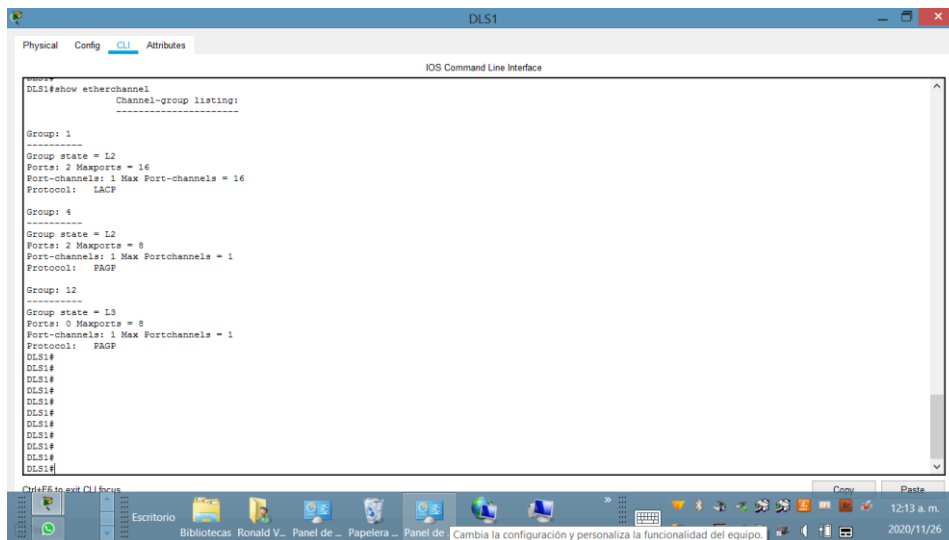 DLS1
Physical Config CLI Attributes
IOS Command Line Interface
DLS1#show etherchannel
Channel-group listing:
----------------------
Group: 1
----------
Group state = L2
Ports: 2 Maxports = 16
Port-channels: 1 Max Port-channels = 16
Protocol: LACP
Group: 4
----------
Group state = L2
Ports: 2 Maxports = 8
Port-channels: 1 Max Portchannels = 1
Protocol: PAGP
Group: 12
----------
Group state = L3
Ports: 0 Maxports = 8
Port-channels: 1 Max Portchannels = 1
Protocol: PAGP
DLS1#
DLS1#
DLS1#
DLS1#
DLS1#
DLS1#
DLS1#
DLS1#
DLS1#
DLS1#
DLS1#
Ctrl+F6 to exit CLI focus
Copy Paste
Escritorio
Bibliotecas Ronald V... Panel de ... Papelera ... Panel de
Cambia la configuración y personaliza la funcionalidad del equipo.
12:13 a. m.
2020/11/26